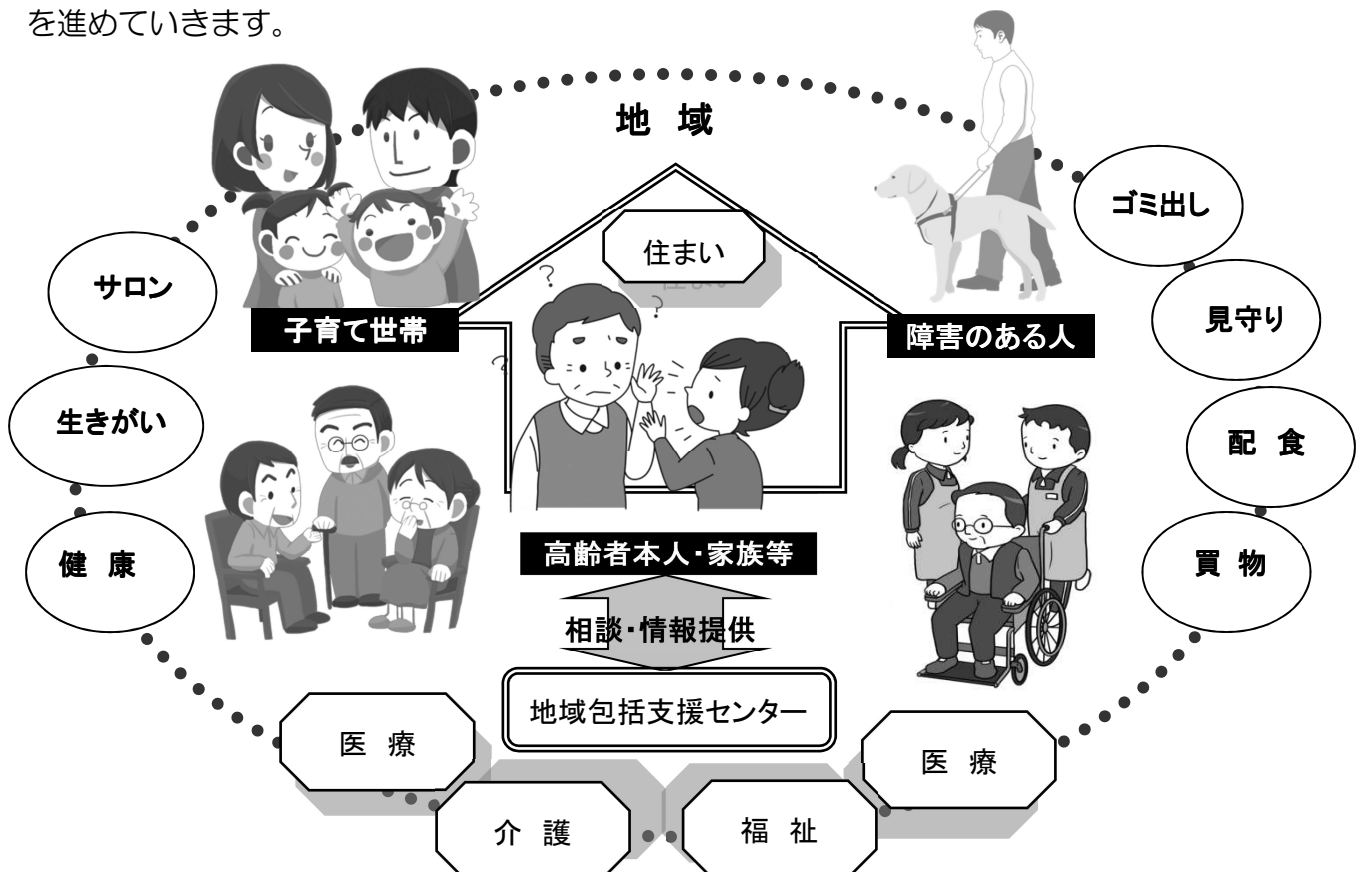 を進めていきます。
地 域
ゴミ出し
住まい
サロン
見守り
子育て世帯
障害のある人
生きがい
配 食
高齢者本人・家族等
健 康
買 物
相談・情報提供
地域包括支援センター
医 療
医 療
介 護
福 祉